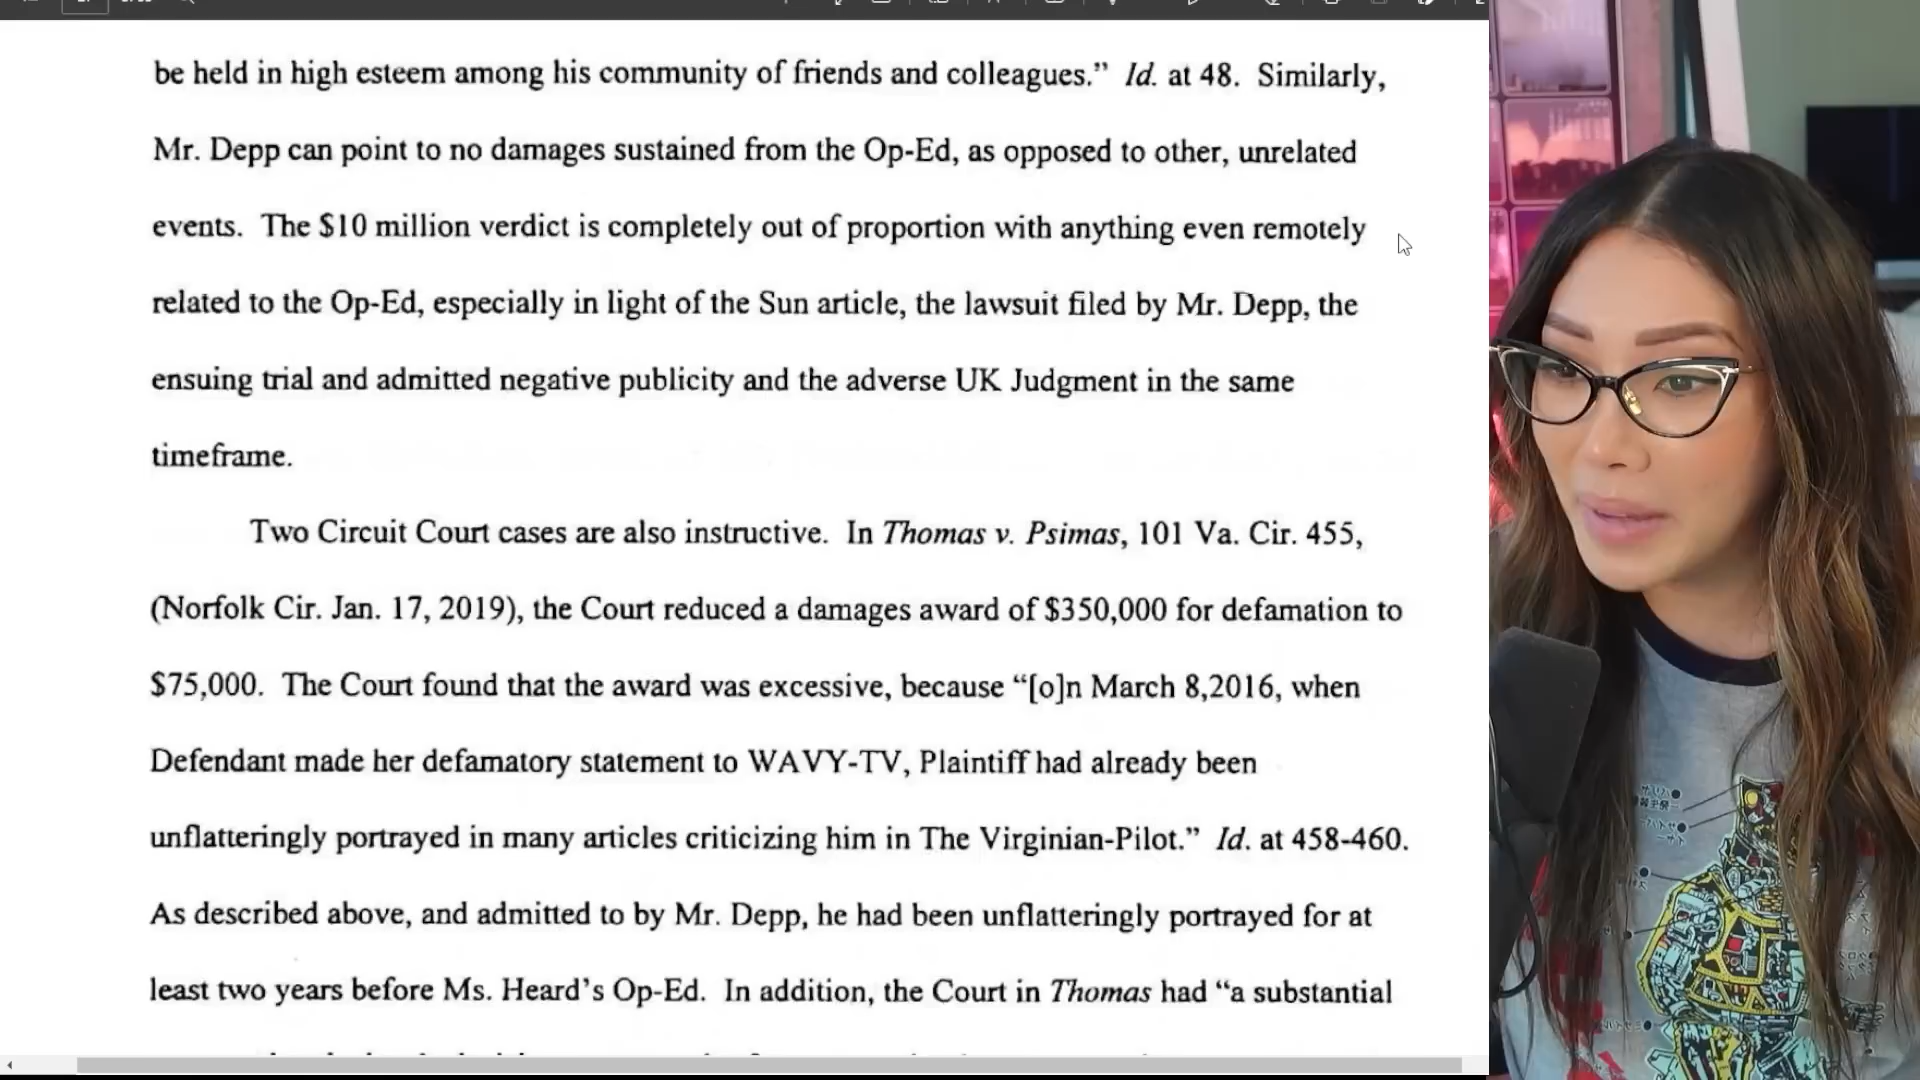 be held in high esteem among his community of friends and colleagues.” Id. at 48. Similarly,
Mr. Depp can point to no damages sustained from the Op-Ed, as opposed to other, unrelated
events. The $10 million verdict is completely out of proportion with anything even remotely
related to the Op-Ed, especially in light of the Sun article, the lawsuit filed by Mr. Depp, the
ensuing trial and admitted negative publicity and the adverse UK Judgment in the same
timeframe.
Two Circuit Court cases are also instructive. In Thomas v. Psimas, 101 Va. Cir. 455,
(Norfolk Cir. Jan. 17, 2019), the Court reduced a damages award of $350,000 for defamation to
$75,000. The Court found that the award was excessive, because “[o]n March 8,2016, when
Defendant made her defamatory statement to WAVY-TV, Plaintiff had already been
unflatteringly portrayed in many articles criticizing him in The Virginian-Pilot.” Id. at 458-460.
As described above, and admitted to by Mr. Depp, he had been unflatteringly portrayed for at
least two years before Ms. Heard’s Op-Ed. In addition, the Court in Thomas had “a substantial